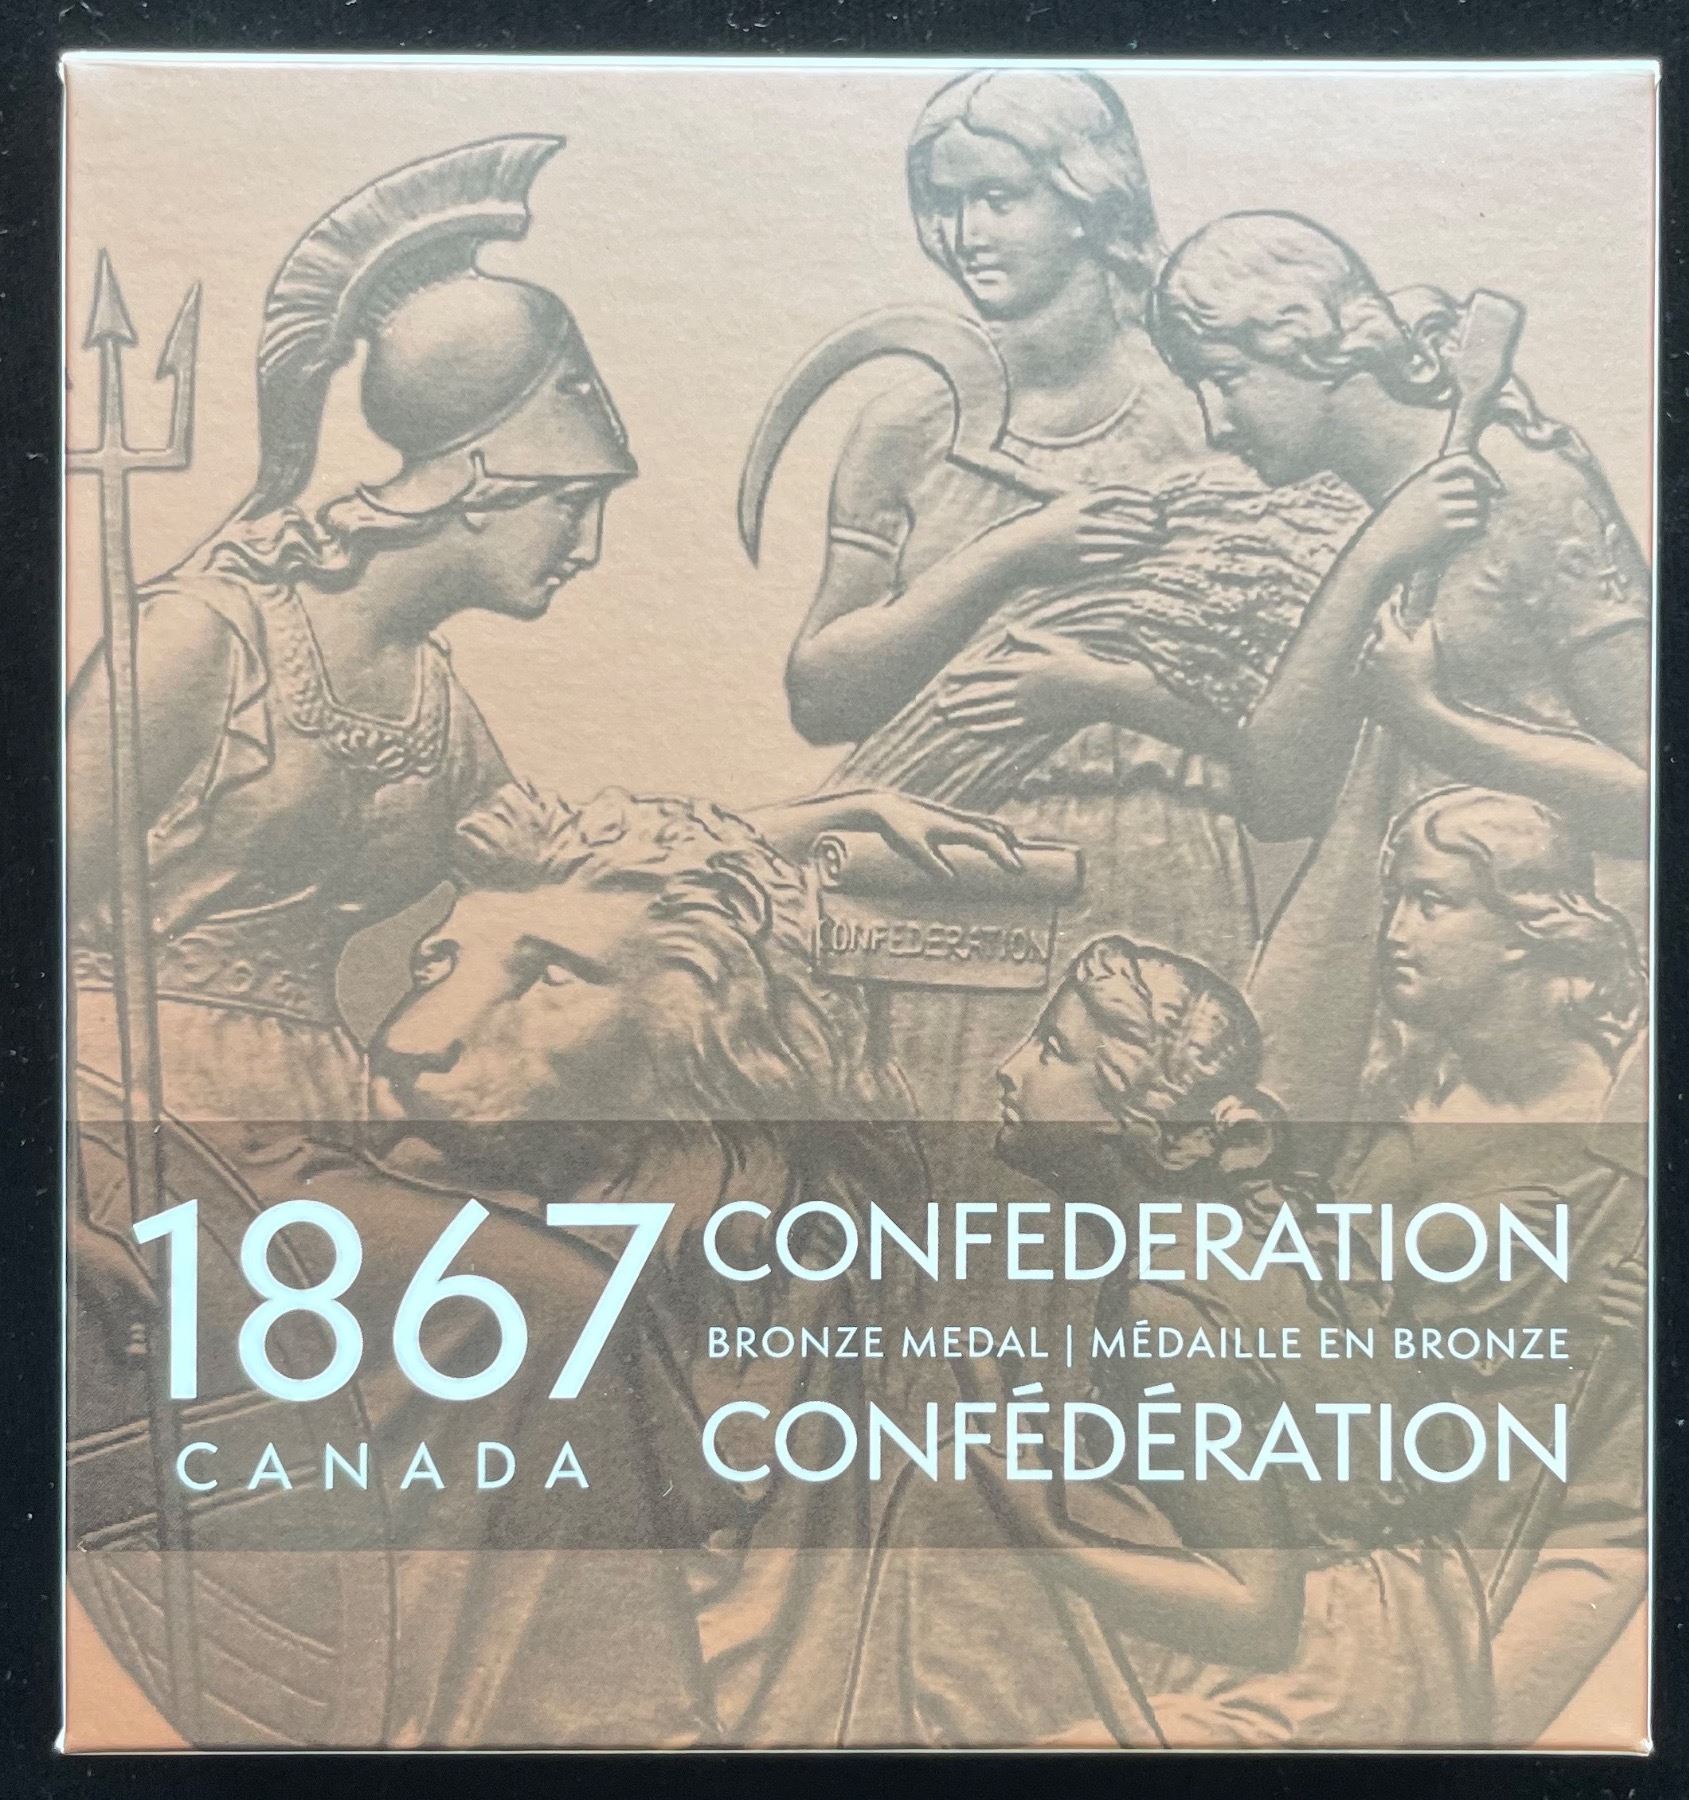 CONFEDERATION
1867
CANADA
CONFEDERATION
BRONZE MEDAL | MÉDAILLE EN BRONZE
CONFÉDÉRATION